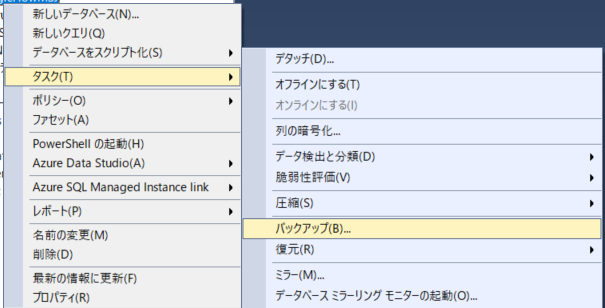 新しいデータベース(N)...
新しいクエリ(Q)
データベースをスクリプト化(S)
タスク(T)
ポリシー(O)
ファセット(A)
PowerShell の起動(H)
Azure Data Studio(A)
Azure SQL Managed Instance link
レポート(P)
名前の変更(M)
削除(D)
最新の情報に更新(F)
プロパティ(R)
デタッチ(D)...
オフラインにする(T)
オンラインにする(I)
列の暗号化...
データ検出と分類(D)
脆弱性評価(V)
圧縮(S)
バックアップ(B)...
復元(R)
ミラー(M)...
データベース ミラーリング モニターの起動(O)...